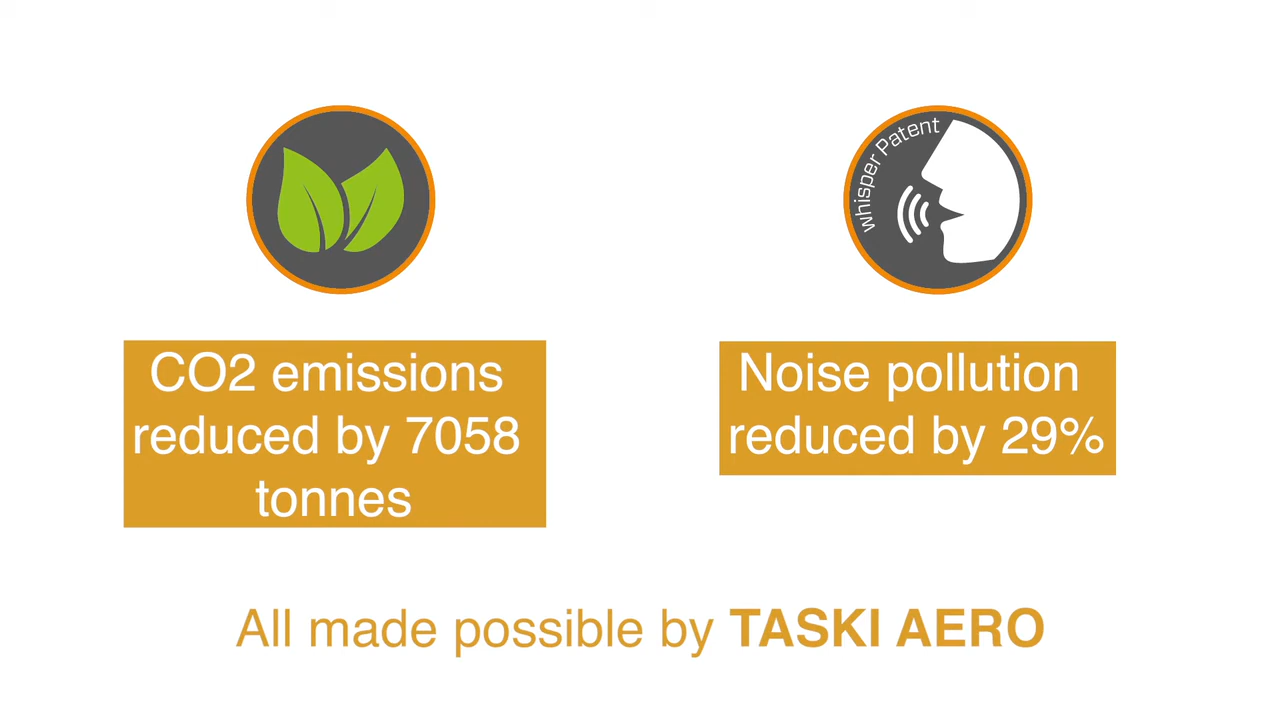 whisper Patent
CO2 emissions
reduced by 7058
tonnes
Noise pollution
reduced by 29%
All made possible by TASKI AERO